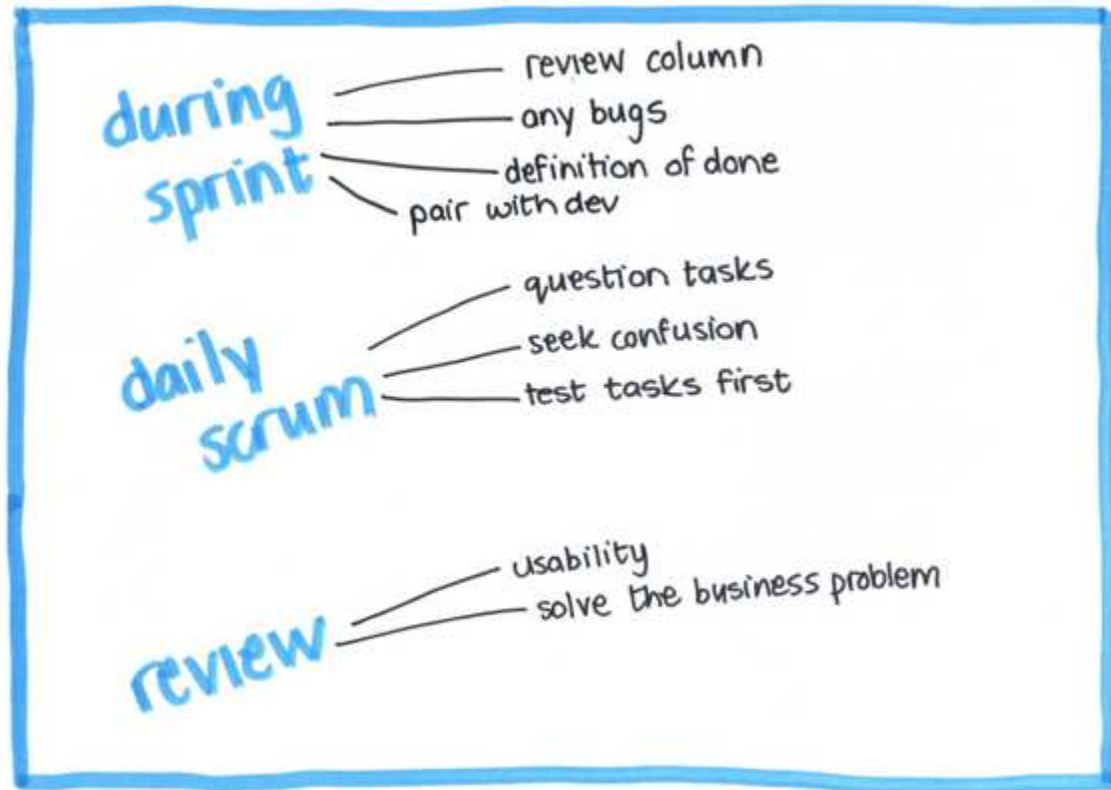 during
sprint
review column
any bugs
definition of done
pair with dev
daily
scrum
question tasks
seek confusion
test tasks first
review
usability
solve the business problem